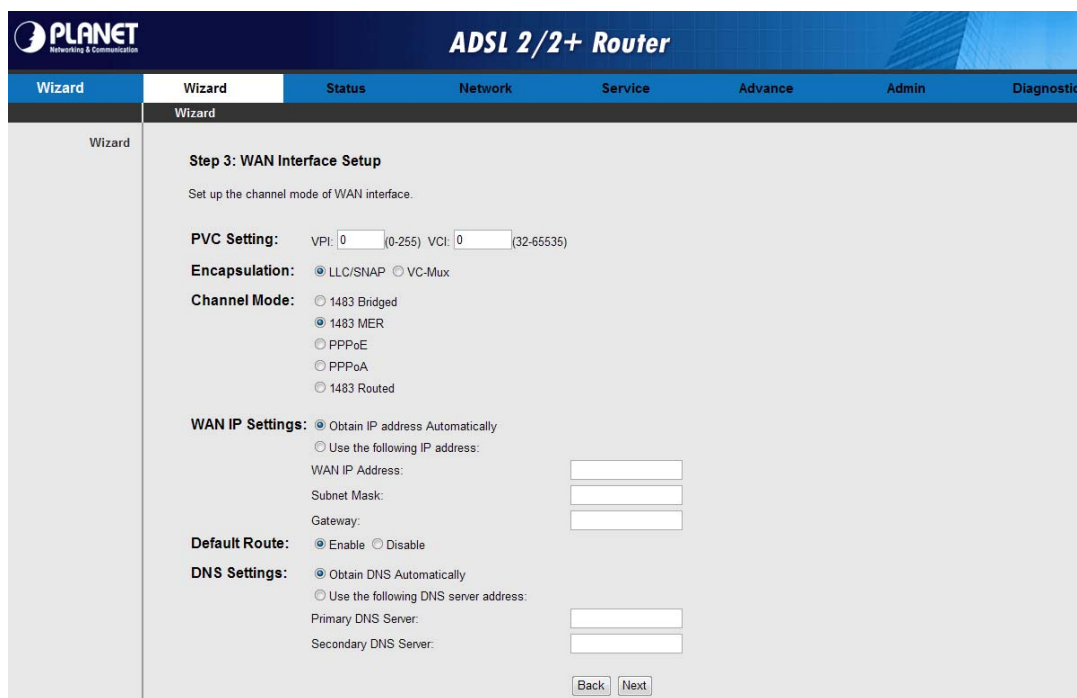 PLANET
Networking & Communication
ADSL 2/2+ Router
Wizard
Wizard Status Network Service Advance Admin Diagnostic
Wizard
Wizard
Step 3: WAN Interface Setup
Set up the channel mode of WAN interface.
PVC Setting: VPI: 0 (0-255) VCI: 0 (32-65535)
Encapsulation: LLC/SNAP VC-Mux
Channel Mode: 1483 Bridged
1483 MER
PPPoE
PPPoA
1483 Routed
WAN IP Settings: Obtain IP address Automatically
Use the following IP address:
WAN IP Address:
Subnet Mask:
Gateway:
Default Route: Enable Disable
DNS Settings: Obtain DNS Automatically
Use the following DNS server address:
Primary DNS Server:
Secondary DNS Server:
Back Next